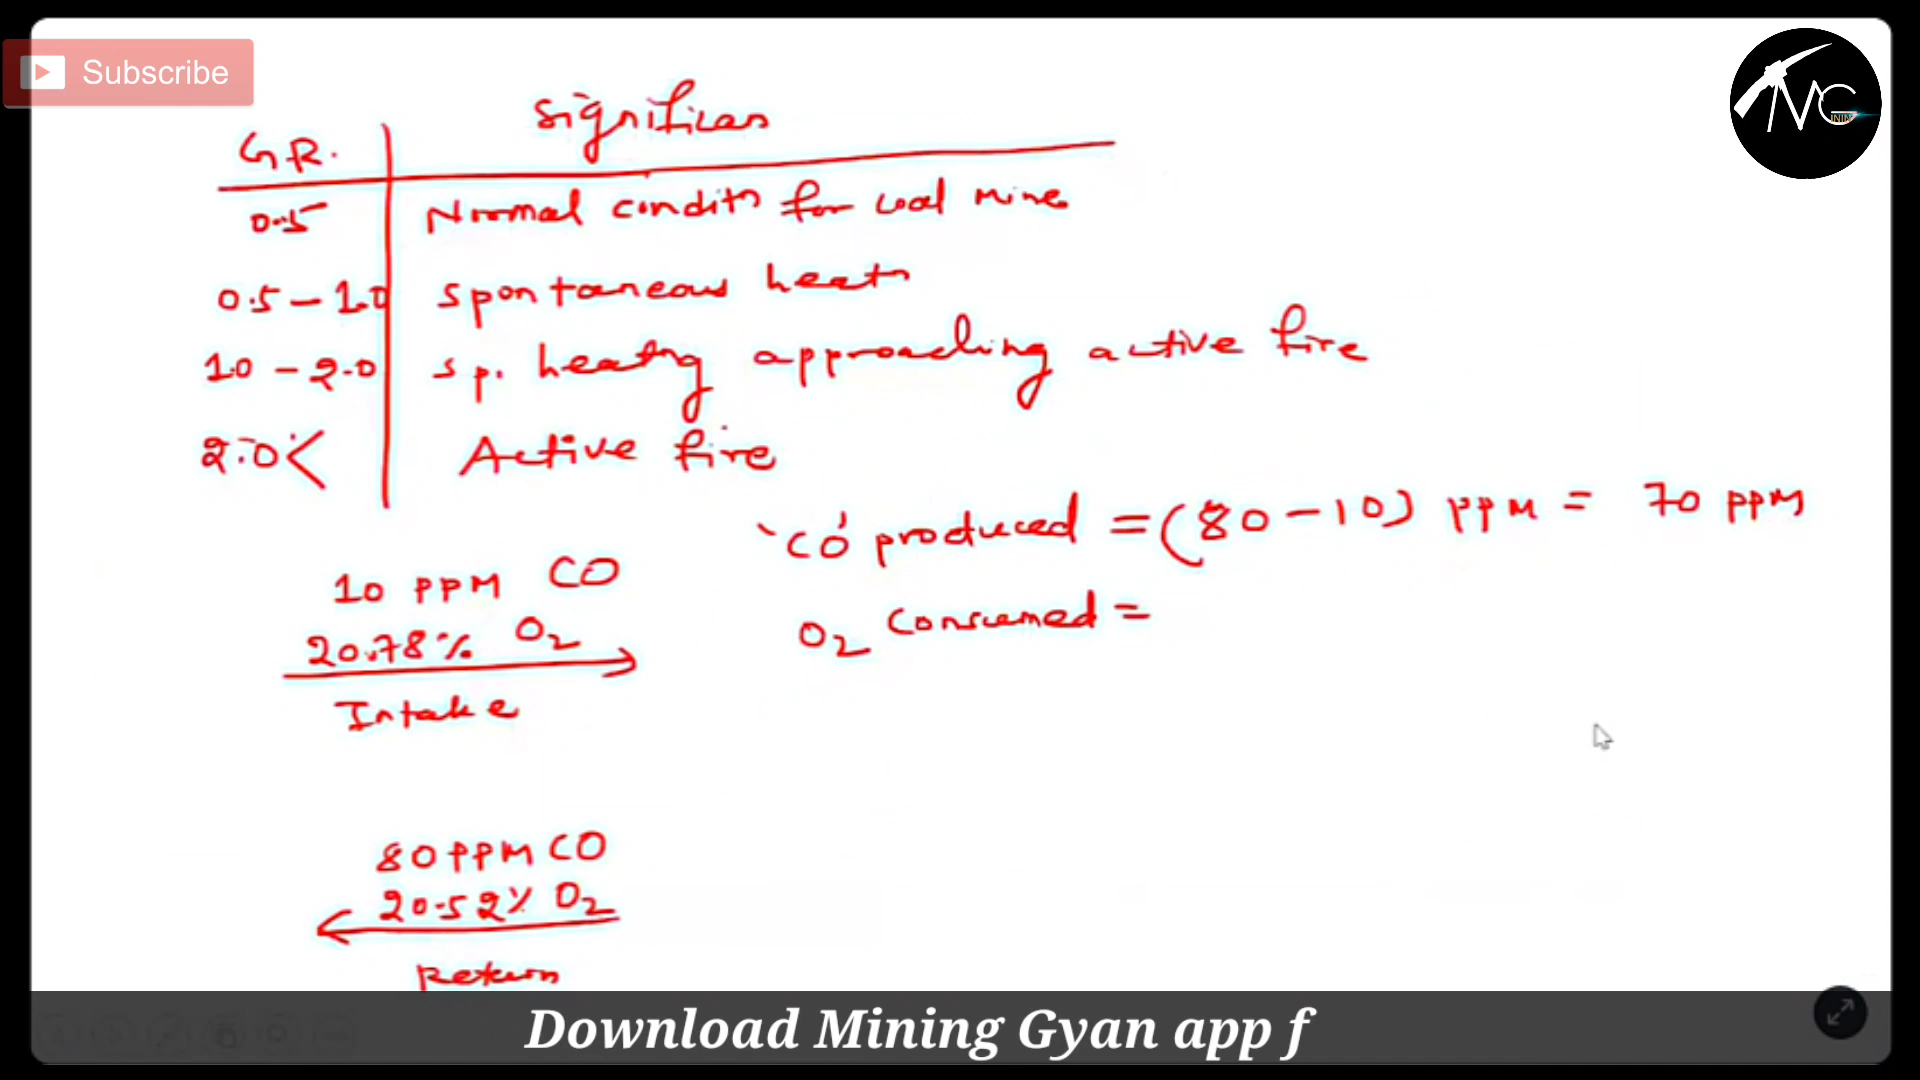 Subscribe
G.R. Significan
0.5 Normal conditn for coal mine
0.5 - 1.0 spontaneous heatn
1.0 - 2.0 sp. heating approaching active fire
2.0 < Active fire
'CO' produced = (80 - 10) ppm = 70 ppm
O2 consumed =
10 ppm CO
20.78% O2
Intake
80 ppm CO
20.52% O2
Return
Download Mining Gyan app f